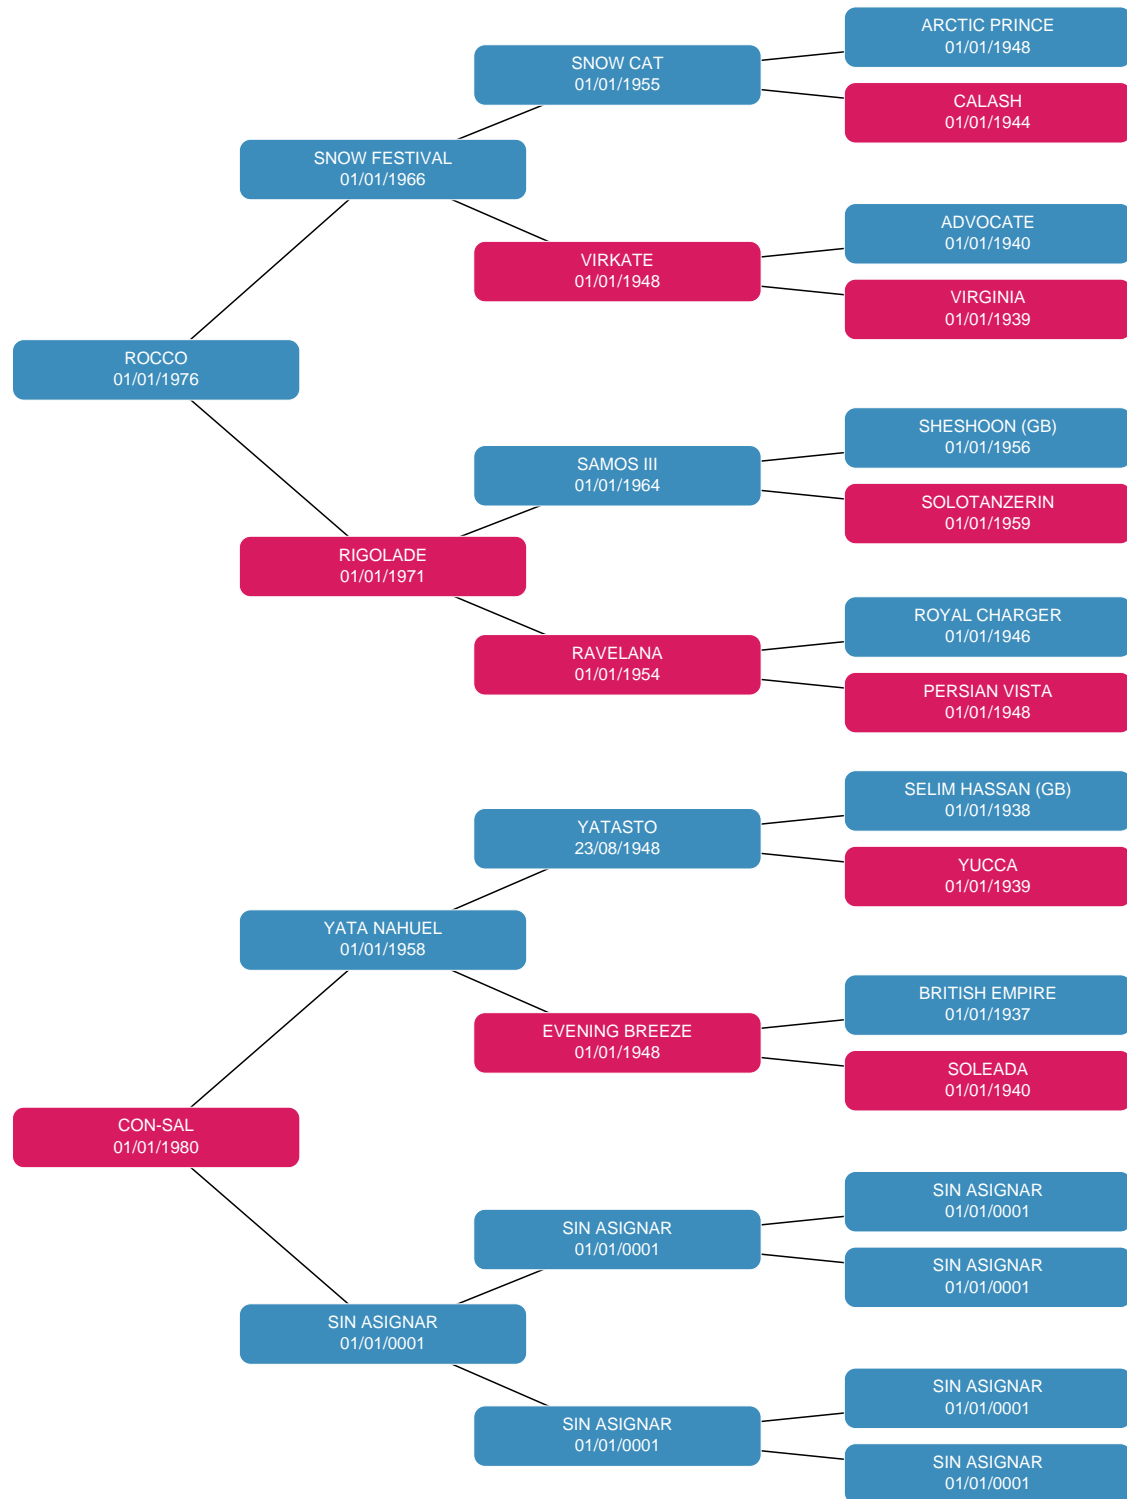 ARCTIC PRINCE
01/01/1948
SNOW CAT
01/01/1955
CALASH
01/01/1944
SNOW FESTIVAL
01/01/1966
ADVOCATE
01/01/1940
VIRKATE
01/01/1948
VIRGINIA
01/01/1939
ROCCO
01/01/1976
SHESHOON (GB)
01/01/1956
SAMOS III
01/01/1964
SOLOTANZERIN
01/01/1959
RIGOLADE
01/01/1971
ROYAL CHARGER
01/01/1946
RAVELANA
01/01/1954
PERSIAN VISTA
01/01/1948
SELIM HASSAN (GB)
01/01/1938
YATASTO
23/08/1948
YUCCA
01/01/1939
YATA NAHUEL
01/01/1958
BRITISH EMPIRE
01/01/1937
EVENING BREEZE
01/01/1948
SOLEADA
01/01/1940
CON-SAL
01/01/1980
SIN ASIGNAR
01/01/0001
SIN ASIGNAR
01/01/0001
SIN ASIGNAR
01/01/0001
SIN ASIGNAR
01/01/0001
SIN ASIGNAR
01/01/0001
SIN ASIGNAR
01/01/0001
SIN ASIGNAR
01/01/0001